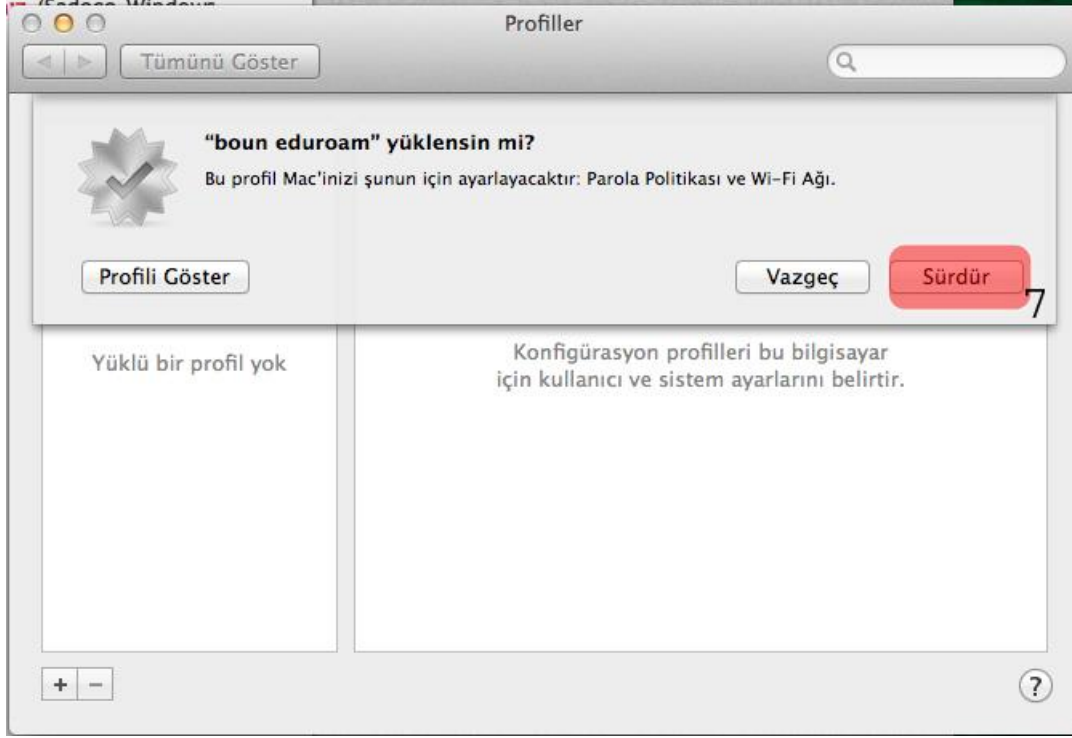 (Sadece Windows
Profiller
Tümünü Göster
“boun eduroam” yüklensin mi?
Bu profil Mac'inizi şunun için ayarlayacaktır: Parola Politikası ve Wi-Fi Ağı.
Profili Göster
Vazgeç
Sürdür
7
Yüklü bir profil yok
Konfigürasyon profilleri bu bilgisayar
için kullanıcı ve sistem ayarlarını belirtir.
+
−
?